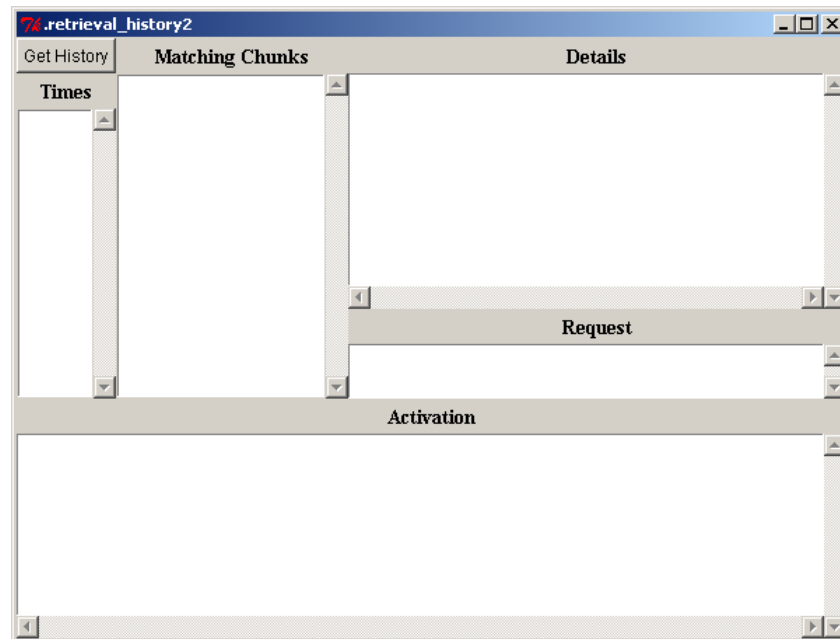 .retrieval_history2
Get History
Matching Chunks
Details
Times
Request
Activation